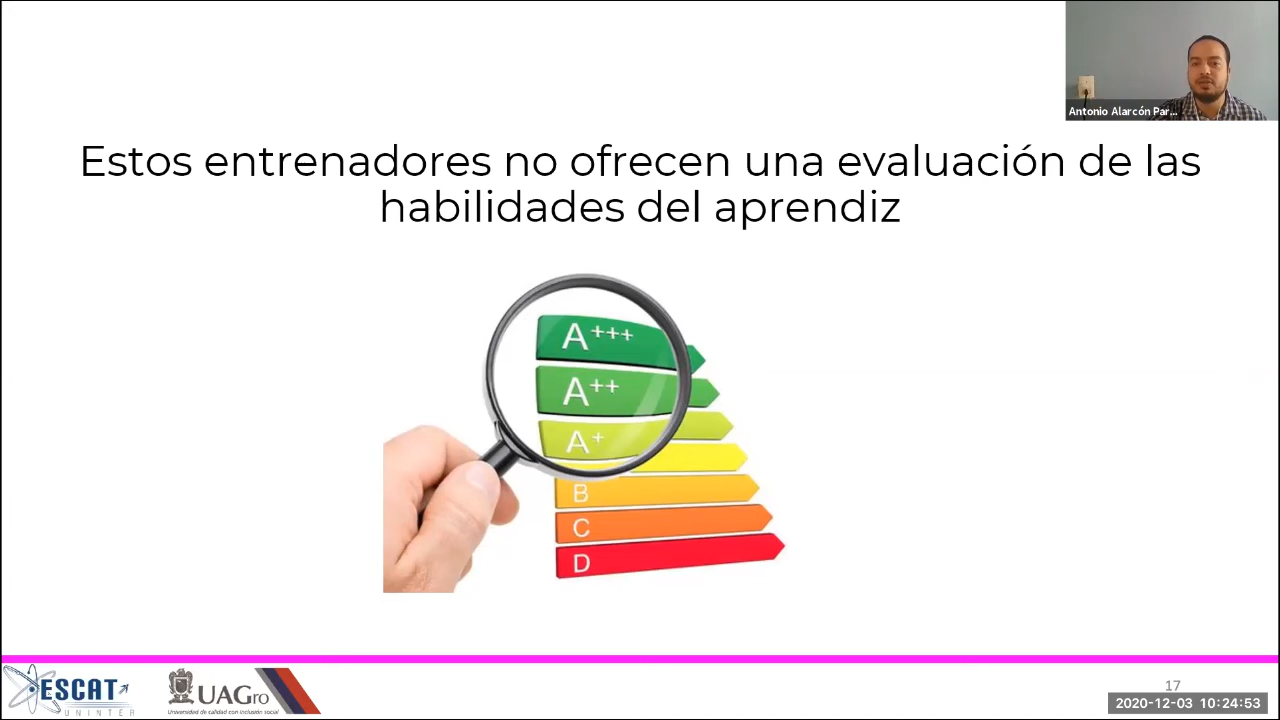 Antonio Alarcón Par...
Estos entrenadores no ofrecen una evaluación de las
habilidades del aprendiz
A+++
A++
A+
B
C
D
ESCAT
UNINTER
UAGro
Universidad de calidad con inclusión social
17
2020-12-03 10:24:53